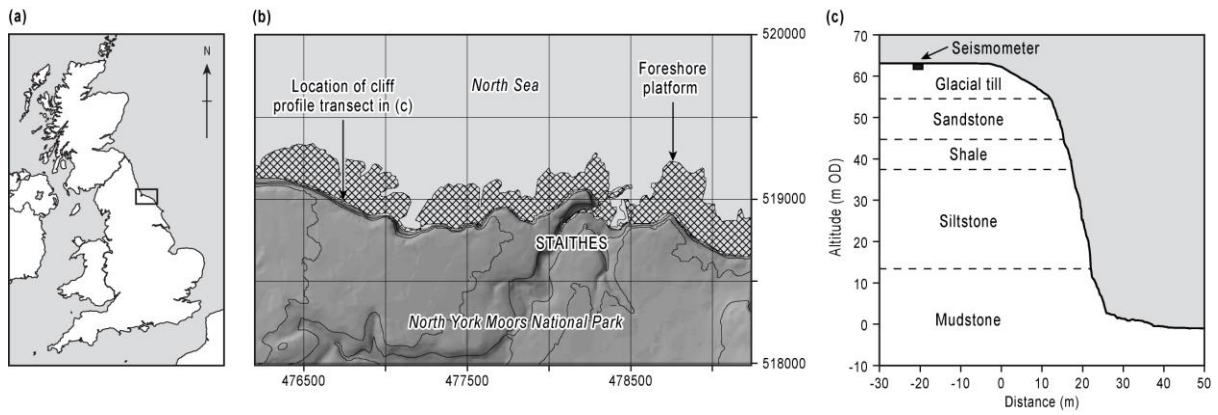 (a)
N
(b)
Location of cliff
profile transect in (c)
North Sea
Foreshore
platform
STAITHES
North York Moors National Park
520000
519000
518000
476500
477500
478500
(c)
Seismometer
Glacial till
Sandstone
Shale
Siltstone
Mudstone
Altitude (m OD)
70
60
50
40
30
20
10
0
-10
-30
-20
-10
0
10
20
30
40
50
Distance (m)